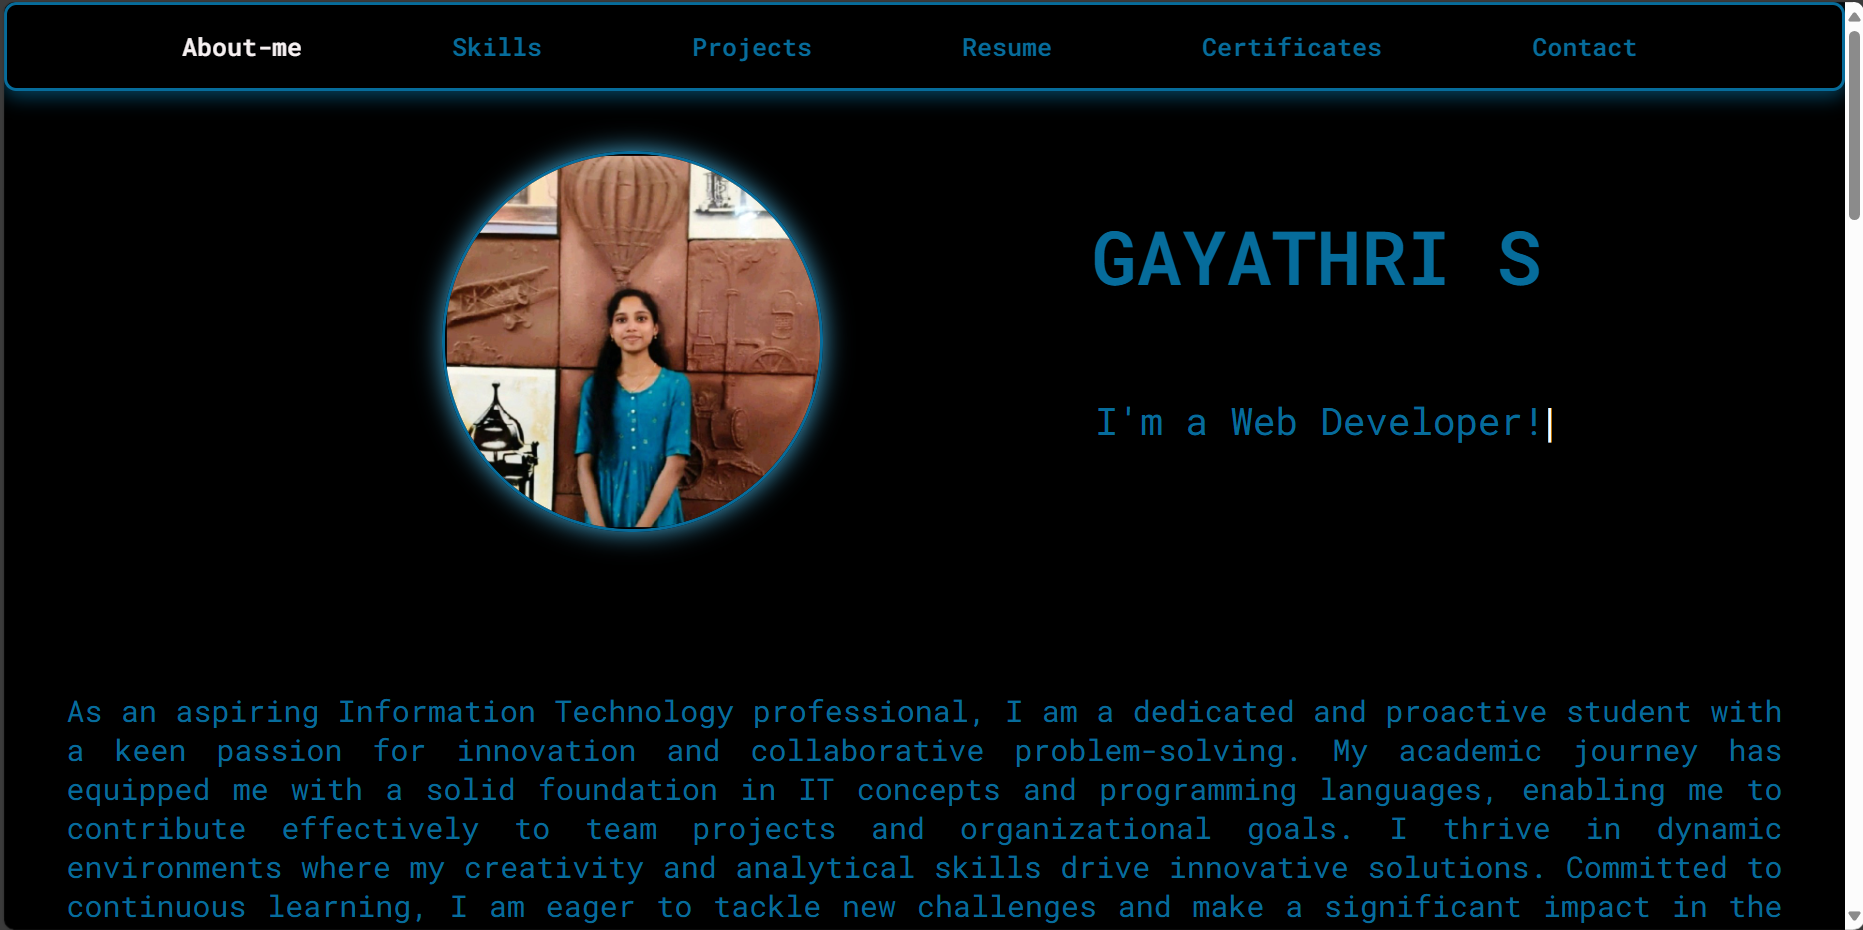 About-me Skills Projects Resume Certificates Contact
GAYATHRI S
I'm a Web Developer!
As an aspiring Information Technology professional, I am a dedicated and proactive student with
a keen passion for innovation and collaborative problem-solving. My academic journey has
equipped me with a solid foundation in IT concepts and programming languages, enabling me to
contribute effectively to team projects and organizational goals. I thrive in dynamic
environments where my creativity and analytical skills drive innovative solutions. Committed to
continuous learning, I am eager to tackle new challenges and make a significant impact in the